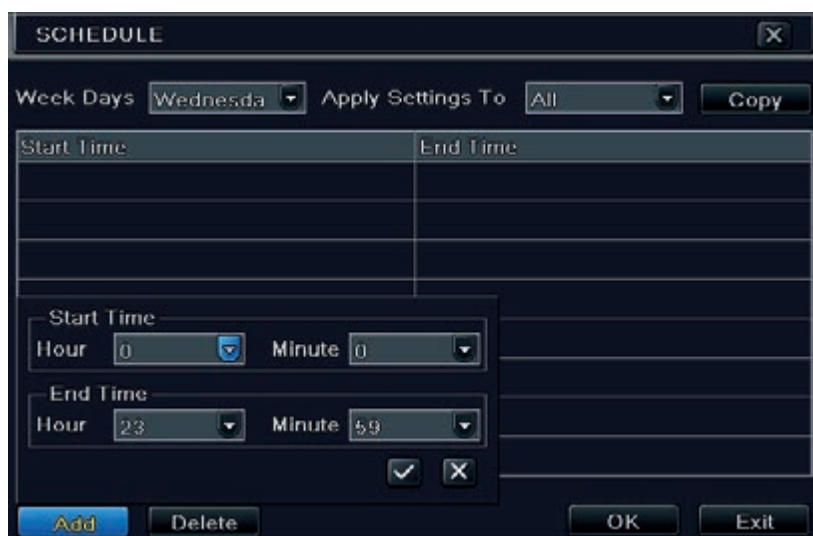 SCHEDULE
Week Days Wednesda Apply Settings To All Copy
Start Time End Time
Start Time
Hour 0 Minute 0
End Time
Hour 23 Minute 59
Add Delete OK Exit